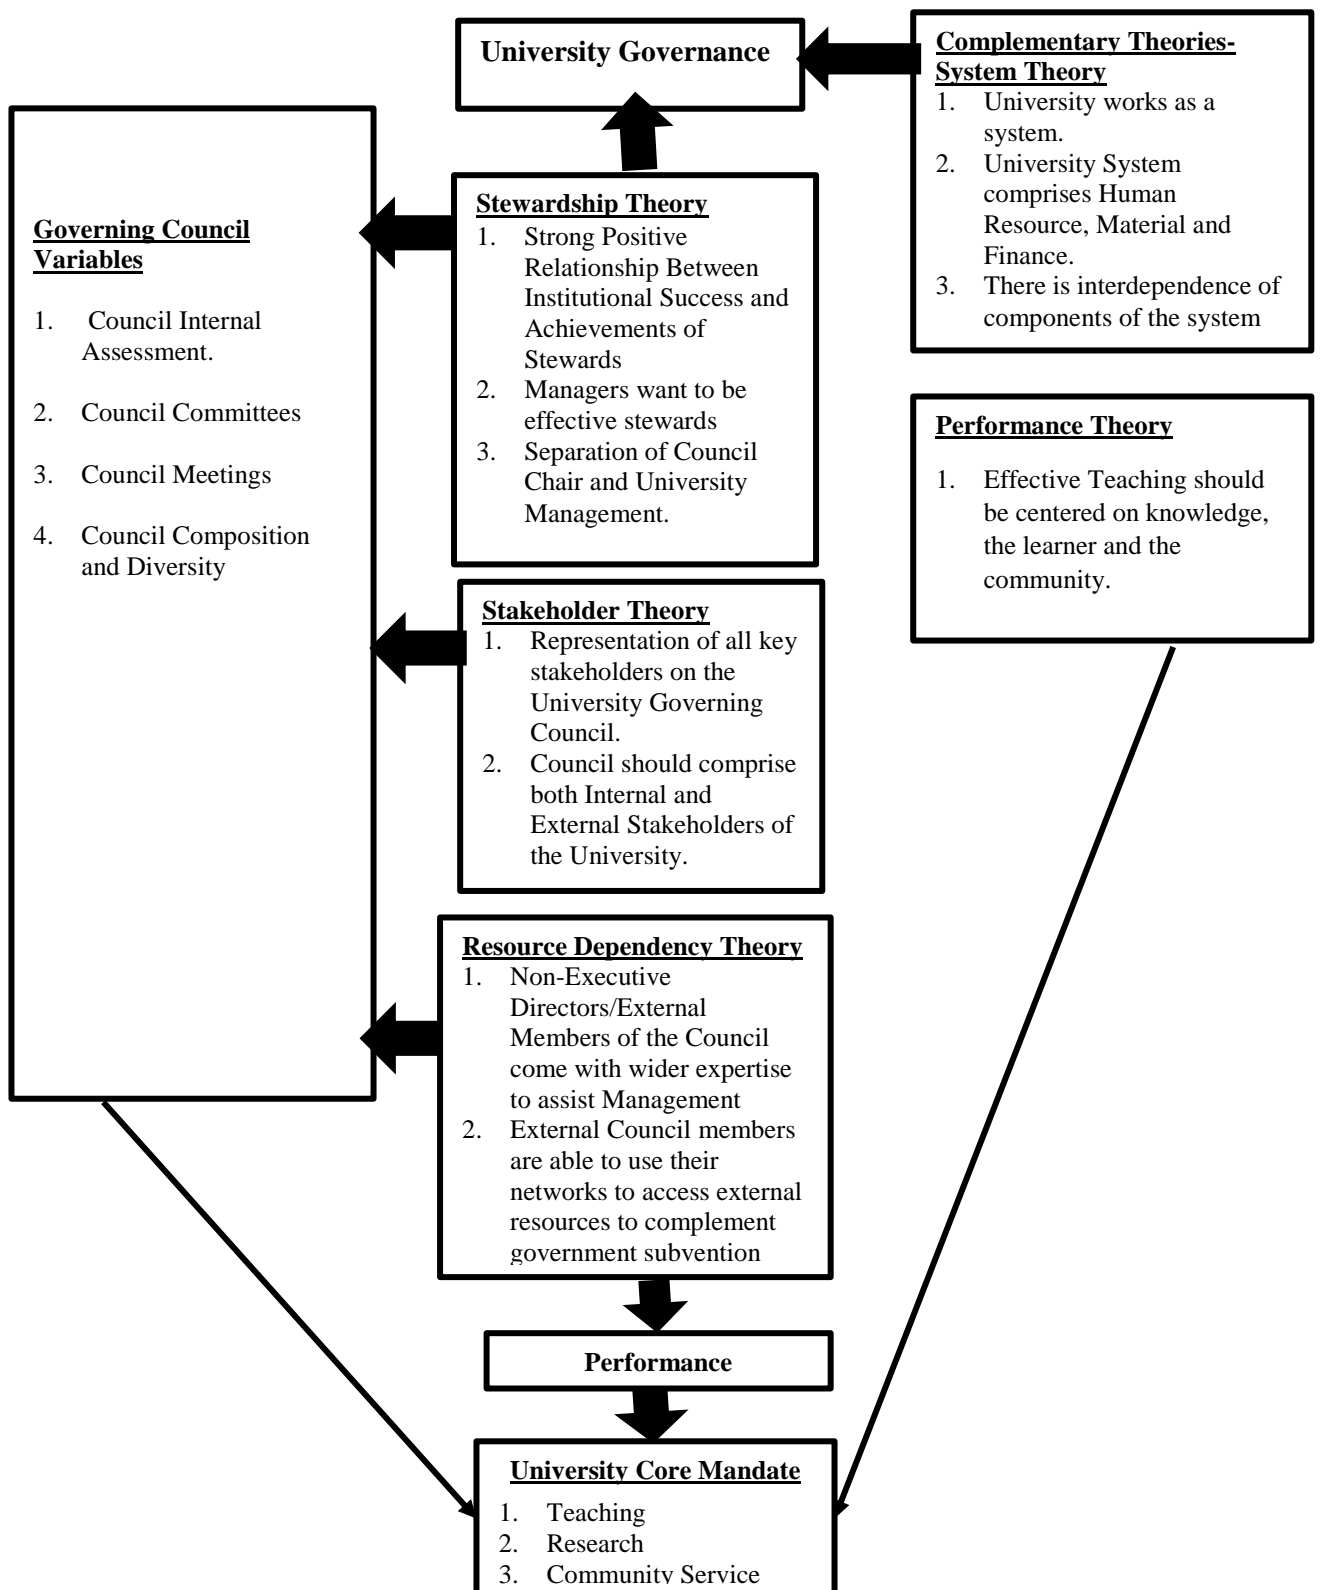 University Governance
Complementary Theories-
System Theory
1. University works as a
system.
2. University System
comprises Human
Resource, Material and
Finance.
3. There is interdependence of
components of the system
Governing Council
Variables
1. Council Internal
Assessment.
2. Council Committees
3. Council Meetings
4. Council Composition
and Diversity
Stewardship Theory
1. Strong Positive
Relationship Between
Institutional Success and
Achievements of
Stewards
2. Managers want to be
effective stewards
3. Separation of Council
Chair and University
Management.
Performance Theory
1. Effective Teaching should
be centered on knowledge,
the learner and the
community.
Stakeholder Theory
1. Representation of all key
stakeholders on the
University Governing
Council.
2. Council should comprise
both Internal and
External Stakeholders of
the University.
Resource Dependency Theory
1. Non-Executive
Directors/External
Members of the Council
come with wider expertise
to assist Management
2. External Council members
are able to use their
networks to access external
resources to complement
government subvention
Performance
University Core Mandate
1. Teaching
2. Research
3. Community Service